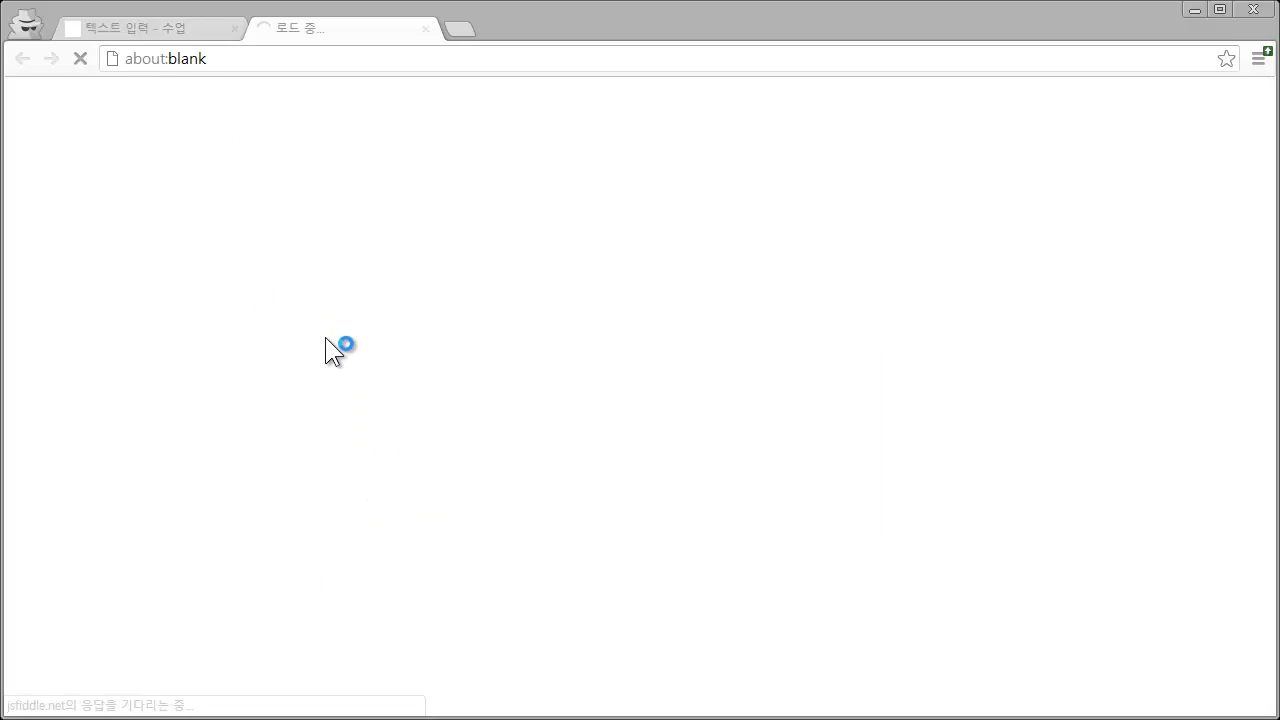 텍스트 입력 - 수업
로드 중...
about:blank
jsfiddle.net의 응답을 기다리는 중...